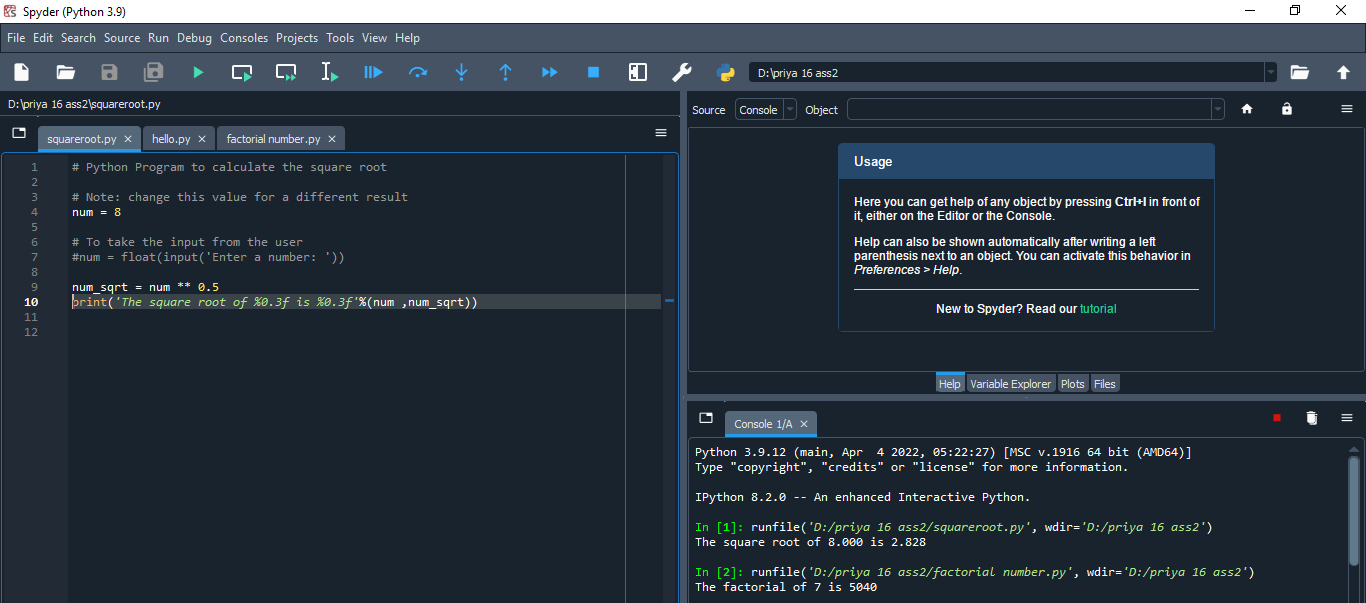 Spyder (Python 3.9)
File Edit Search Source Run Debug Consoles Projects Tools View Help
D:\priya 16 ass2
D:\priya 16 ass2\squareroot.py
squareroot.py hello.py factorial number.py
1 # Python Program to calculate the square root
2
3 # Note: change this value for a different result
4 num = 8
5
6 # To take the input from the user
7 #num = float(input('Enter a number: '))
8
9 num_sqrt = num ** 0.5
10 print('The square root of %0.3f is %0.3f'%(num ,num_sqrt))
11
12
Source Console Object
Usage
Here you can get help of any object by pressing Ctrl+I in front of
it, either on the Editor or the Console.
Help can also be shown automatically after writing a left
parenthesis next to an object. You can activate this behavior in
Preferences > Help.
New to Spyder? Read our tutorial
Help Variable Explorer Plots Files
Console 1/A
Python 3.9.12 (main, Apr  4 2022, 05:22:27) [MSC v.1916 64 bit (AMD64)]
Type "copyright", "credits" or "license" for more information.
IPython 8.2.0 -- An enhanced Interactive Python.
In [1]: runfile('D:/priya 16 ass2/squareroot.py', wdir='D:/priya 16 ass2')
The square root of 8.000 is 2.828
In [2]: runfile('D:/priya 16 ass2/factorial number.py', wdir='D:/priya 16 ass2')
The factorial of 7 is 5040